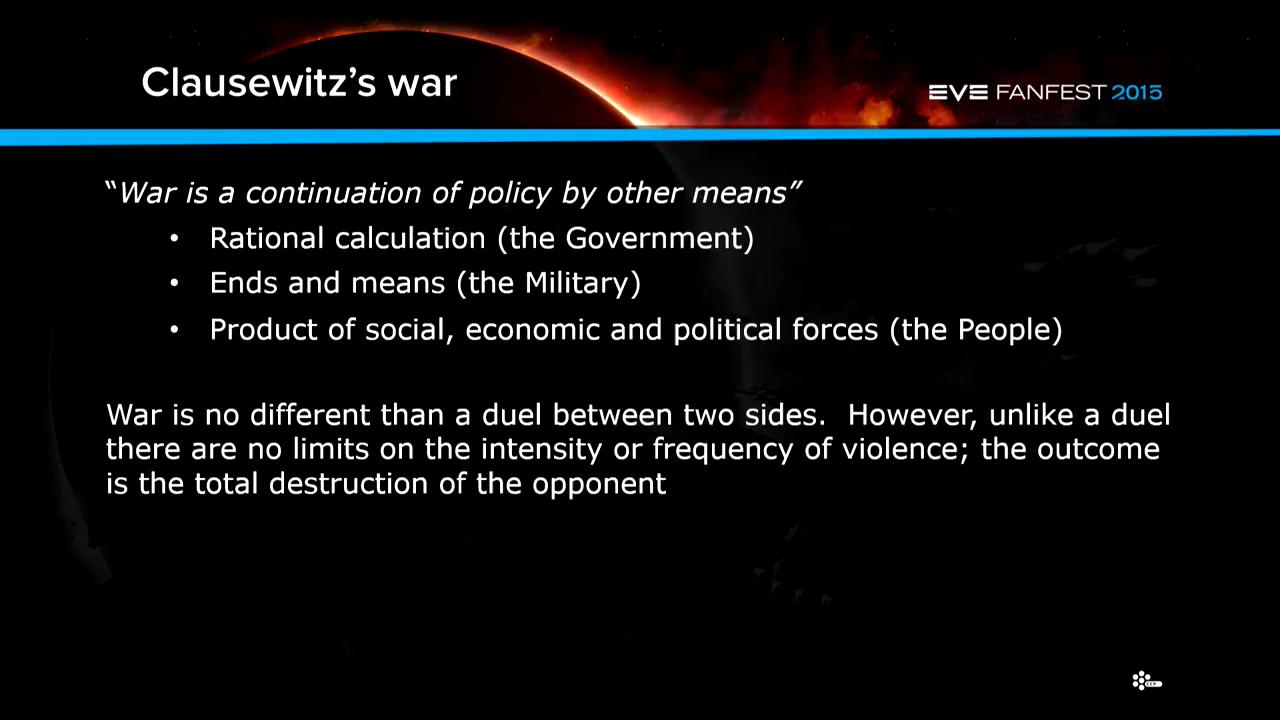 Clausewitz’s war
EVE FANFEST 2015
“War is a continuation of policy by other means”
• Rational calculation (the Government)
• Ends and means (the Military)
• Product of social, economic and political forces (the People)
War is no different than a duel between two sides.  However, unlike a duel
there are no limits on the intensity or frequency of violence; the outcome
is the total destruction of the opponent
CCP